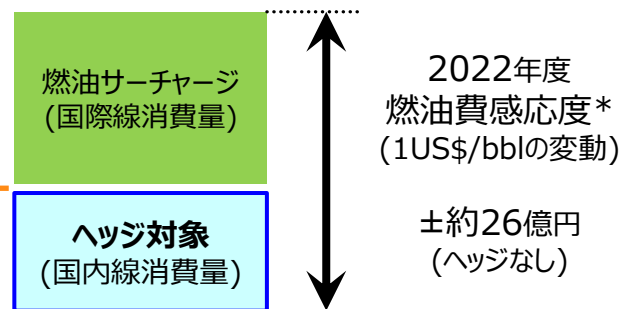 燃油サーチャージ
(国際線消費量)
ヘッジ対象
(国内線消費量)
2022年度
燃油費感応度*
(1US$/bblの変動)
±約26億円
(ヘッジなし)